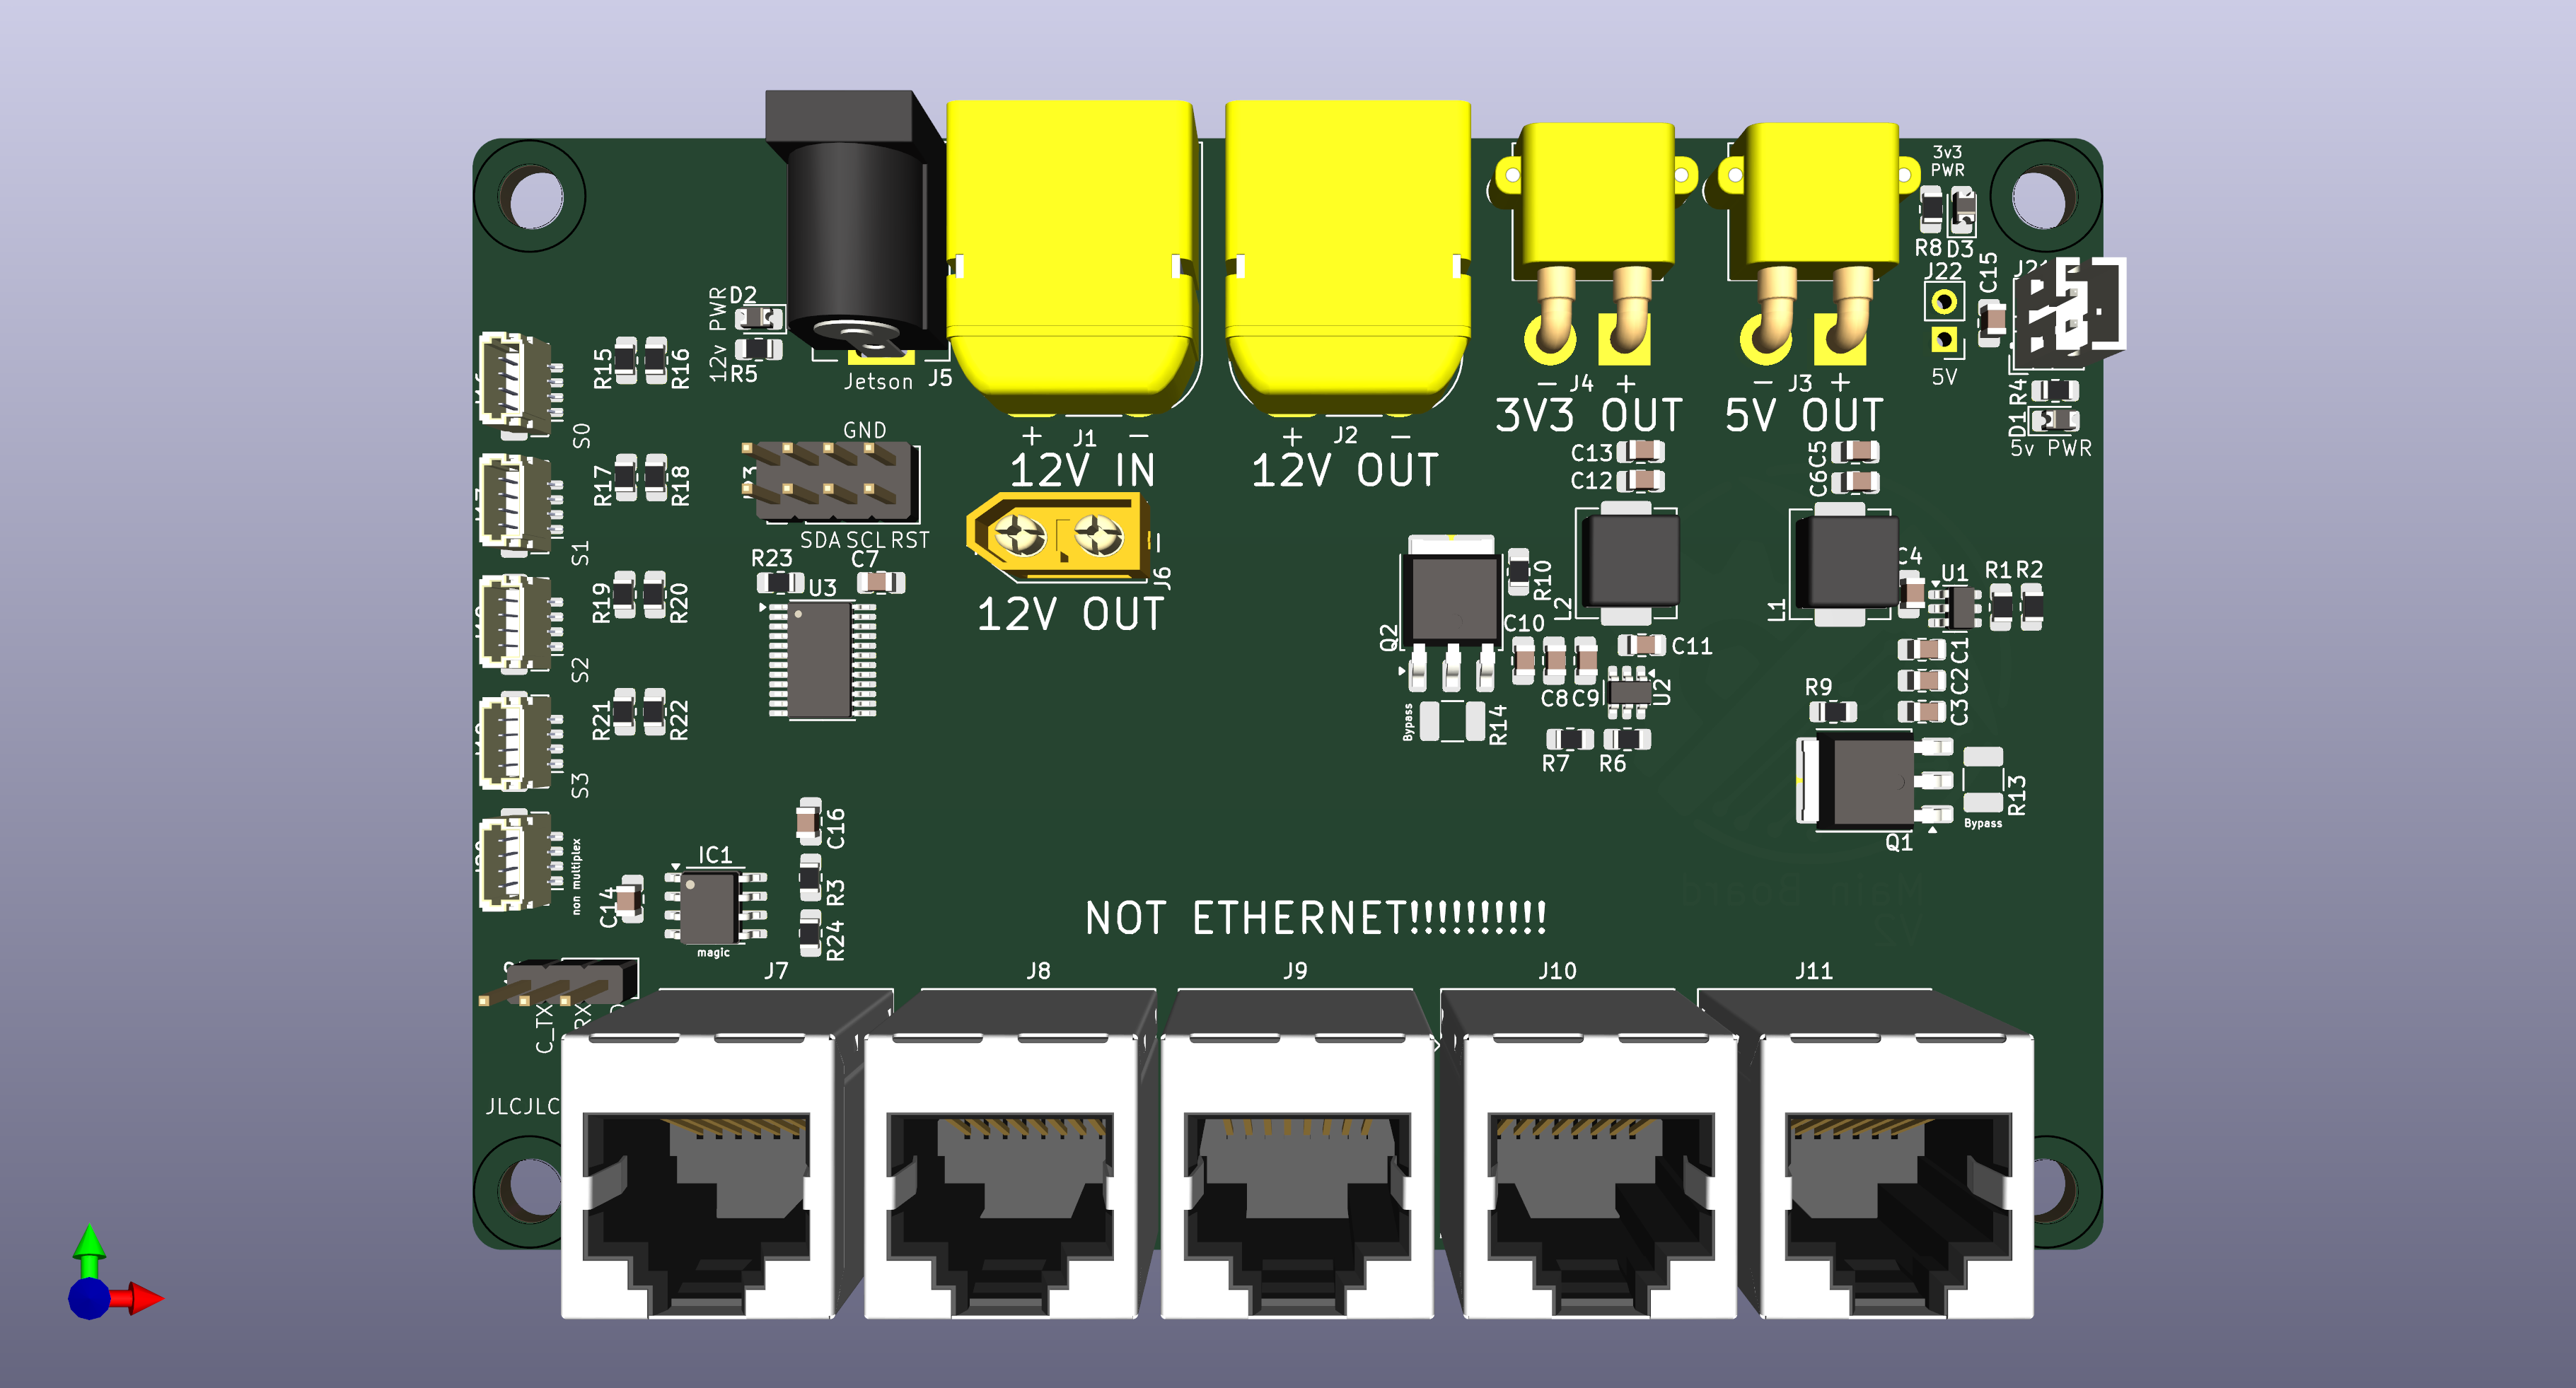 3v3
PWR
R8 D3
J22
C15
5V
R4
D1
5v PWR
12v PWR
D2
R5
Jetson
J5
+ J1 -
12V IN
+ J2 -
12V OUT
- J4 +
3V3 OUT
- J3 +
5V OUT
R15
R16
S0
R17
R18
S1
R19
R20
S2
R21
R22
S3
GND
SDA SCL RST
R23
C7
U3
-
J6
12V OUT
C13
C12
C5
C6
L2
L1
C4
U1
R1
R2
Q2
R10
C10
C8
C9
C11
U2
R7
R6
Bypass
R14
C1
C2
C3
R9
Q1
R13
Bypass
C16
R3
R24
IC1
C14
magic
non multiplex
NOT ETHERNET!!!!!!!!!!
Main Board
V2
J7
J8
J9
J10
J11
C_TX
RX
JLCJLC